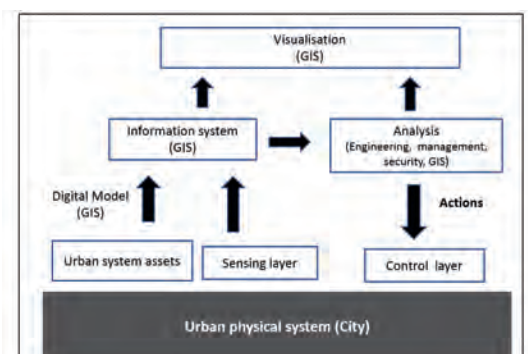 Visualisation
(GIS)
Information system
(GIS)
Analysis
(Engineering, management,
security, GIS)
Digital Model
(GIS)
Actions
Urban system assets
Sensing layer
Control layer
Urban physical system (City)